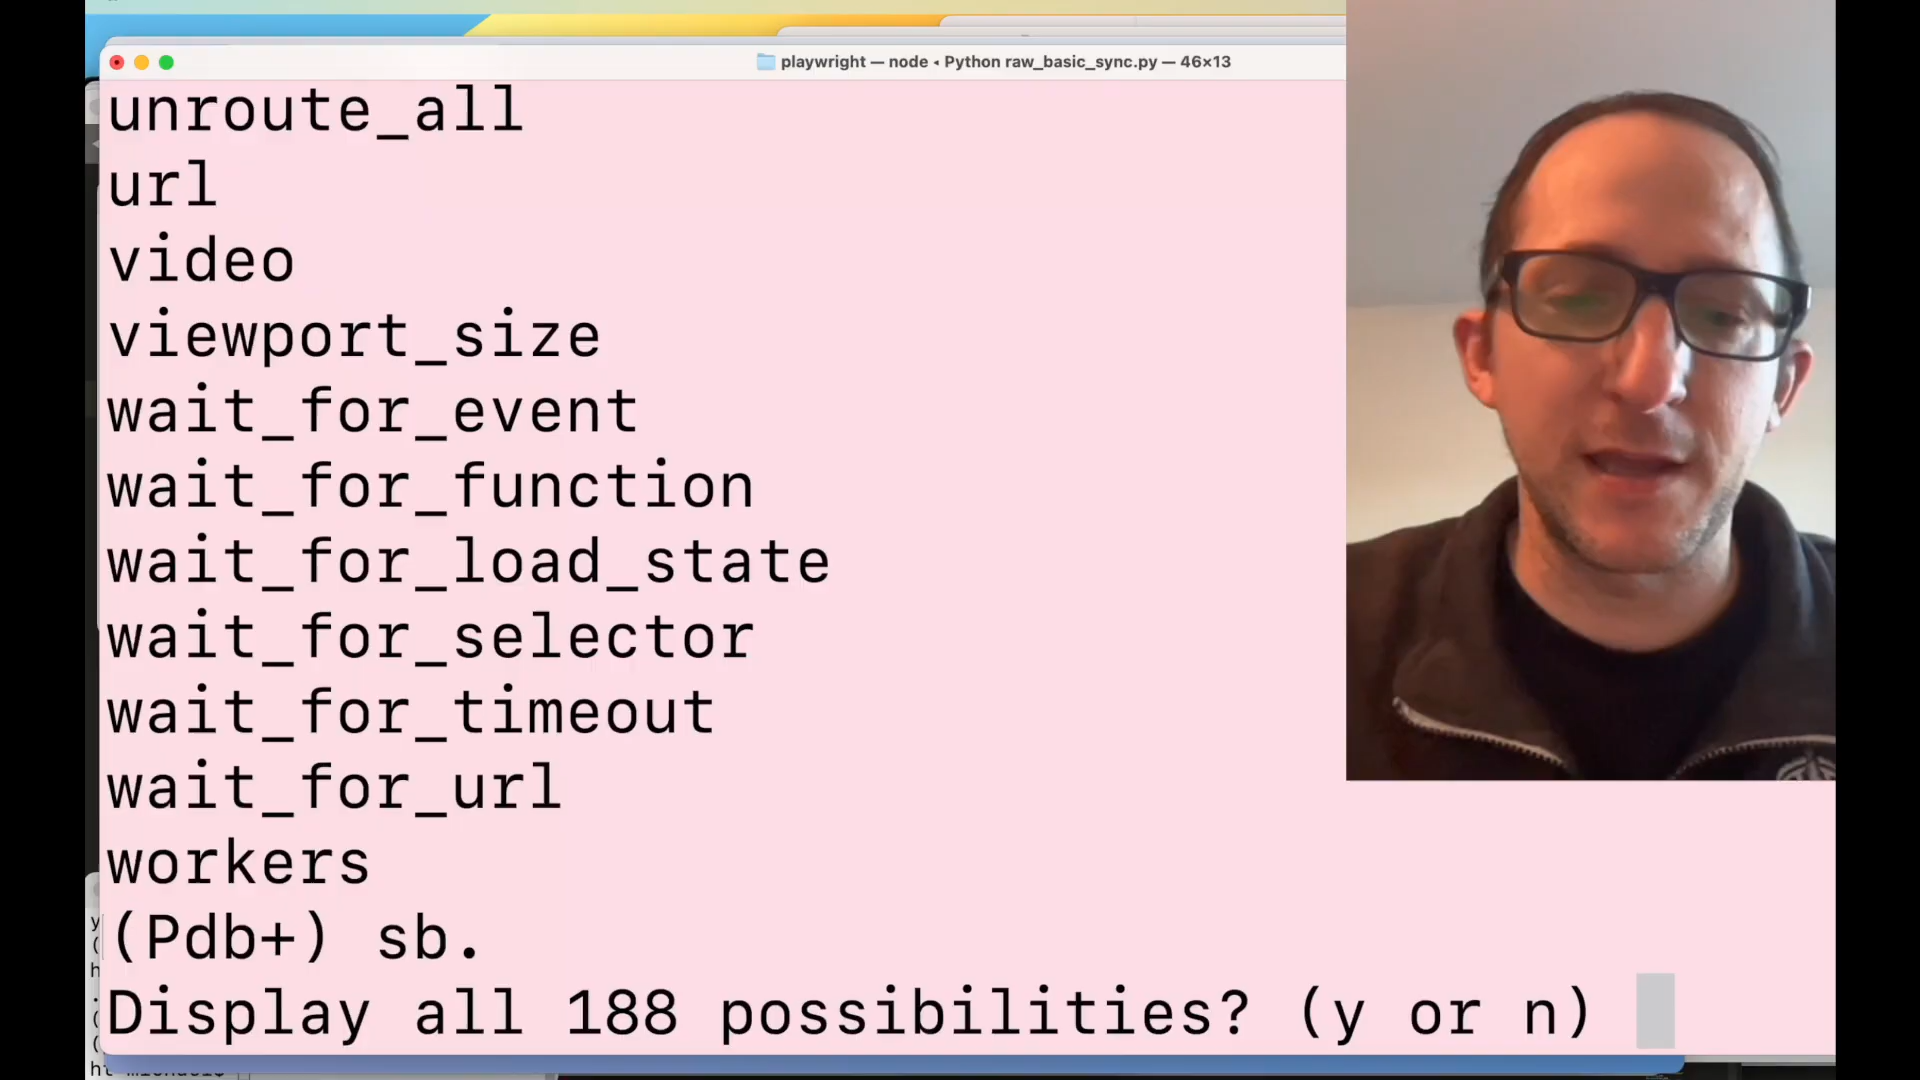 playwright — node ◂ Python raw_basic_sync.py — 46×13
unroute_all
url
video
viewport_size
wait_for_event
wait_for_function
wait_for_load_state
wait_for_selector
wait_for_timeout
wait_for_url
workers
(Pdb+) sb.
Display all 188 possibilities? (y or n)